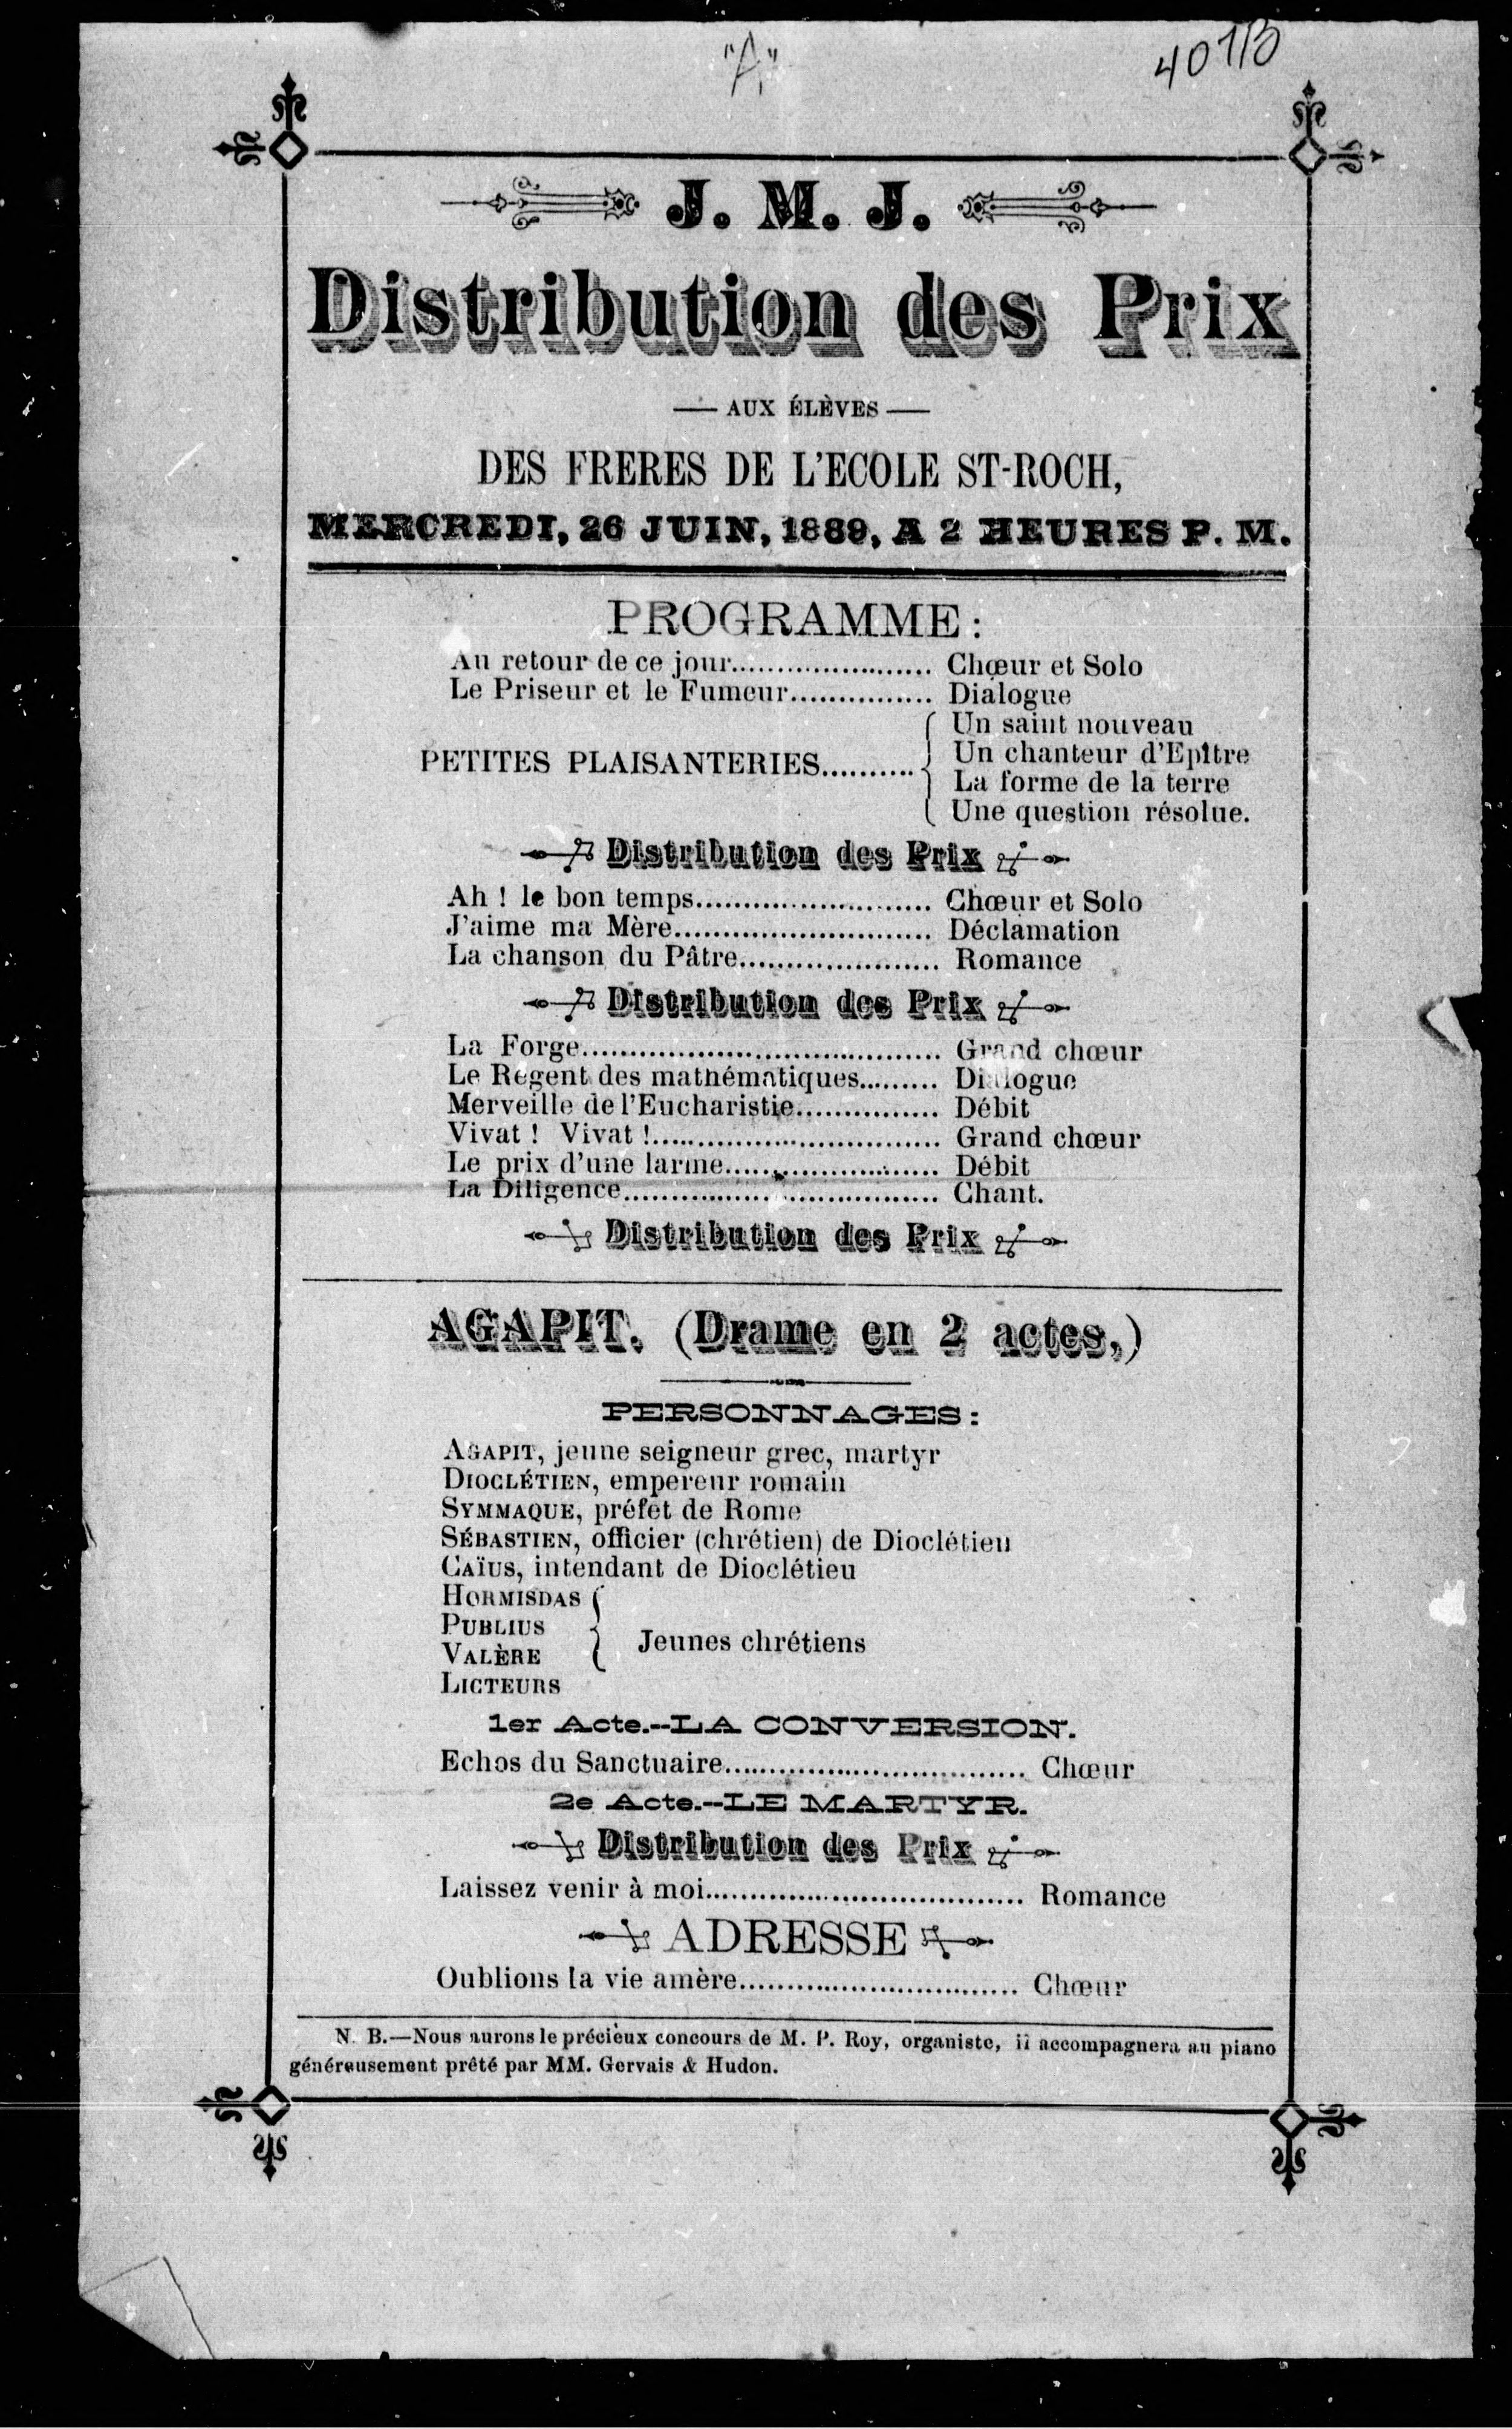 "A"
40713
J. M. J.
Distribution des Prix
— AUX ÉLÈVES —
DES FRERES DE L'ECOLE ST-ROCH,
MERCREDI, 26 JUIN, 1889, A 2 HEURES P. M.
PROGRAMME:
Au retour de ce jour...................... Chœur et Solo
Le Priseur et le Fumeur............... Dialogue
Un saint nouveau
Un chanteur d'Epître
PETITES PLAISANTERIES..........
La forme de la terre
Une question résolue.
Distribution des Prix
Ah ! le bon temps......................... Chœur et Solo
J'aime ma Mère........................... Déclamation
La chanson du Pâtre..................... Romance
Distribution des Prix
La Forge...................................... Grand chœur
Le Regent des mathématiques......... Dialogue
Merveille de l'Eucharistie............... Débit
Vivat ! Vivat !.............................. Grand chœur
Le prix d'une larme....................... Débit
La Diligence................................. Chant.
Distribution des Prix
AGAPIT. (Drame en 2 actes,)
PERSONNAGES:
AGAPIT, jeune seigneur grec, martyr
DIOCLÉTIEN, empereur romain
SYMMAQUE, préfet de Rome
SÉBASTIEN, officier (chrétien) de Dioclétien
CAÏUS, intendant de Dioclétieu
HORMISDAS
PUBLIUS
VALÈRE
Jeunes chrétiens
LICTEURS
1er Acte.--LA CONVERSION.
Echos du Sanctuaire................................ Chœur
2e Acte.--LE MARTYR.
Distribution des Prix
Laissez venir à moi.................................. Romance
ADRESSE
Oublions la vie amère.............................. Chœur
N. B.—Nous aurons le précieux concours de M. P. Roy, organiste, il accompagnera au piano
généreusement prêté par MM. Gervais & Hudon.